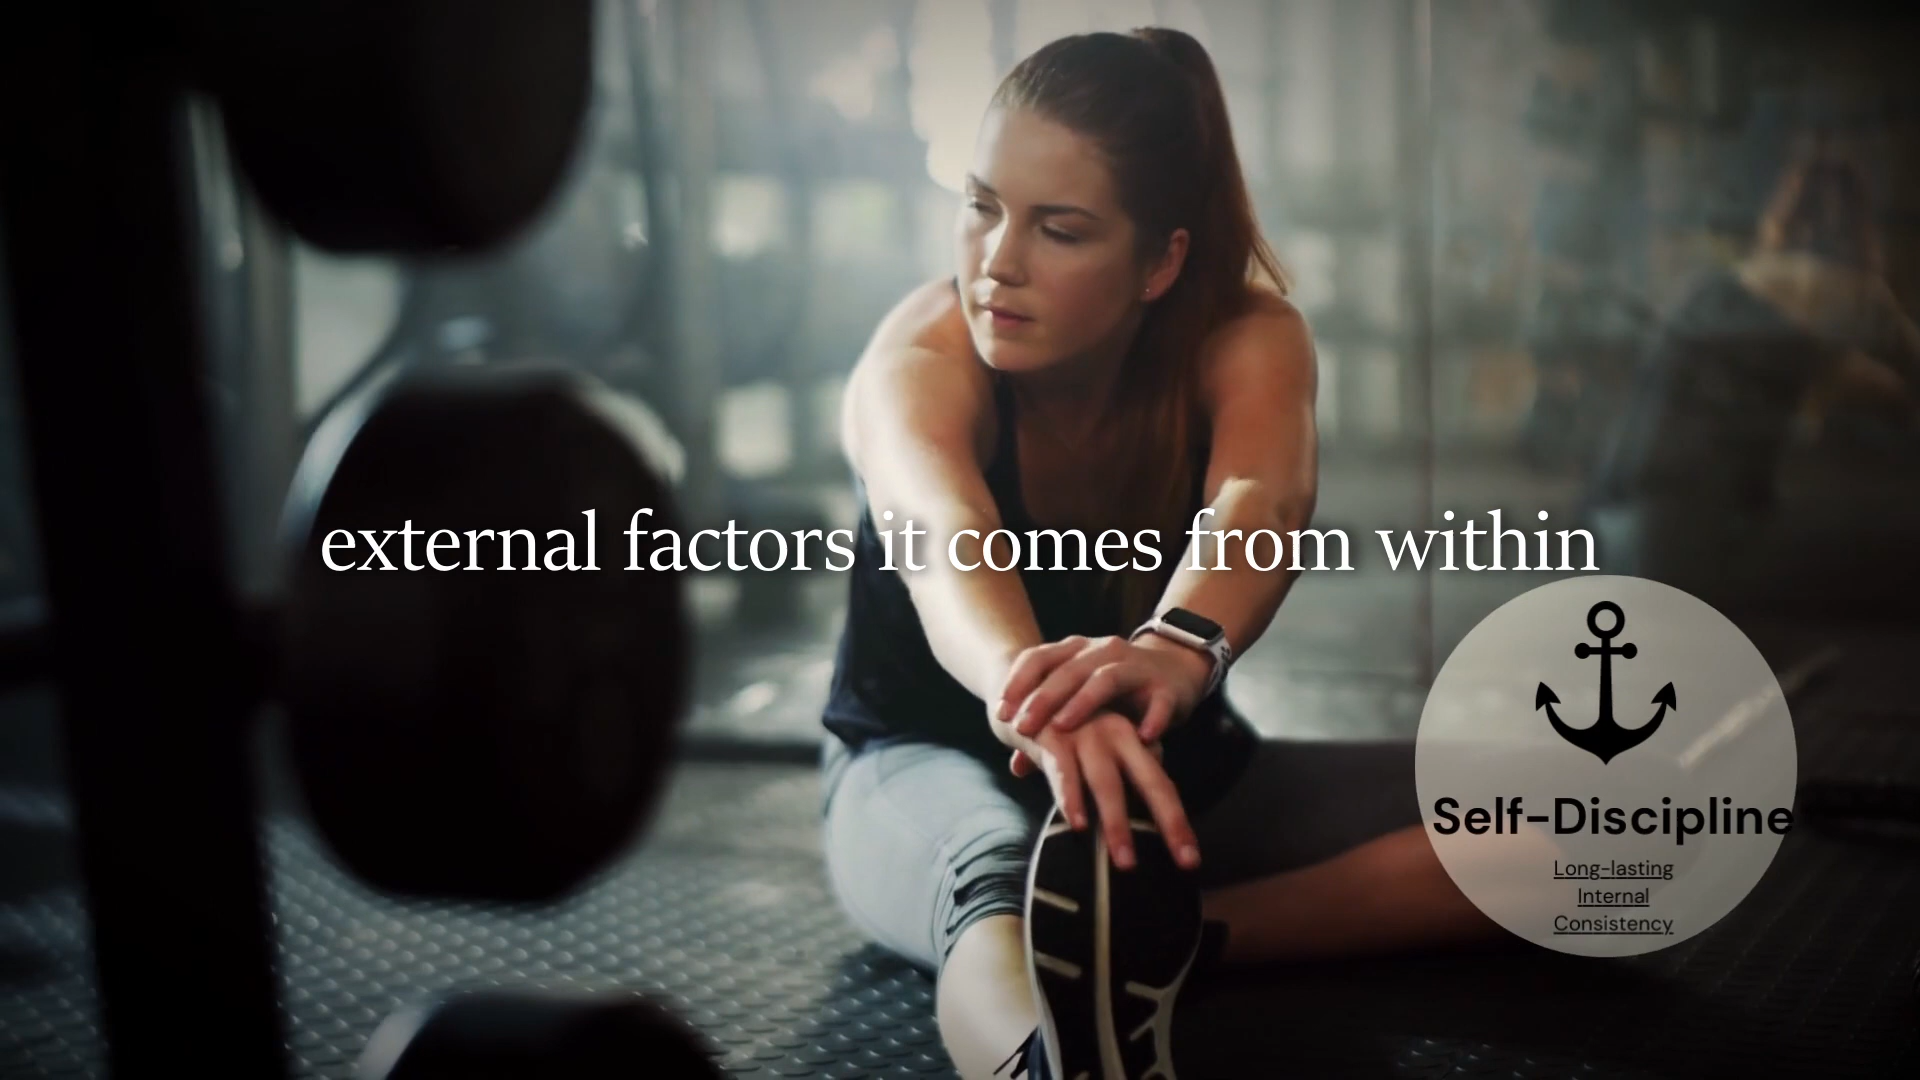 external factors it comes from within
Self-Discipline
Long-lasting
Internal
Consistency